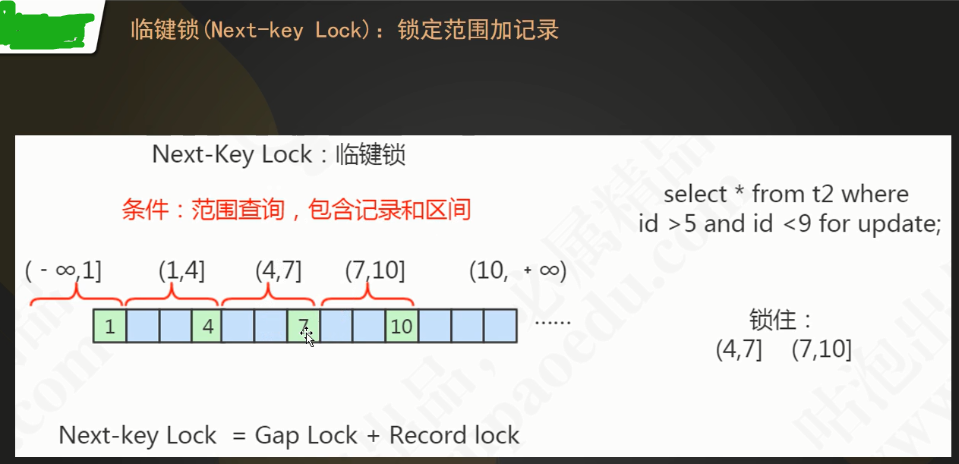 临键锁(Next-key Lock)：锁定范围加记录
Next-Key Lock：临键锁
条件：范围查询，包含记录和区间
select * from t2 where
id >5 and id <9 for update;
( - ∞,1] (1,4] (4,7] (7,10] (10, + ∞)
1 4 7 10 ……
锁住：
(4,7] (7,10]
Next-key Lock = Gap Lock + Record lock